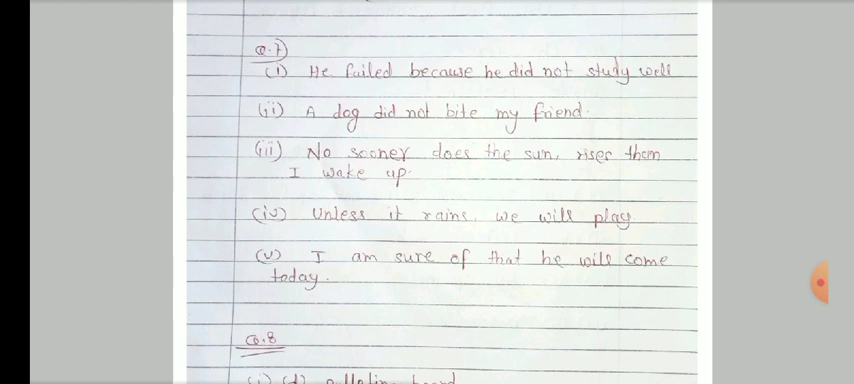 Q.7)
(i) He failed because he did not study well
(ii) A dog did not bite my friend.
(iii) No sooner does the sun, rises them
I wake up.
(iv) Unless it rains, we will play
(v) I am sure of that he will come
today.
Q.8
(i) (d) a board